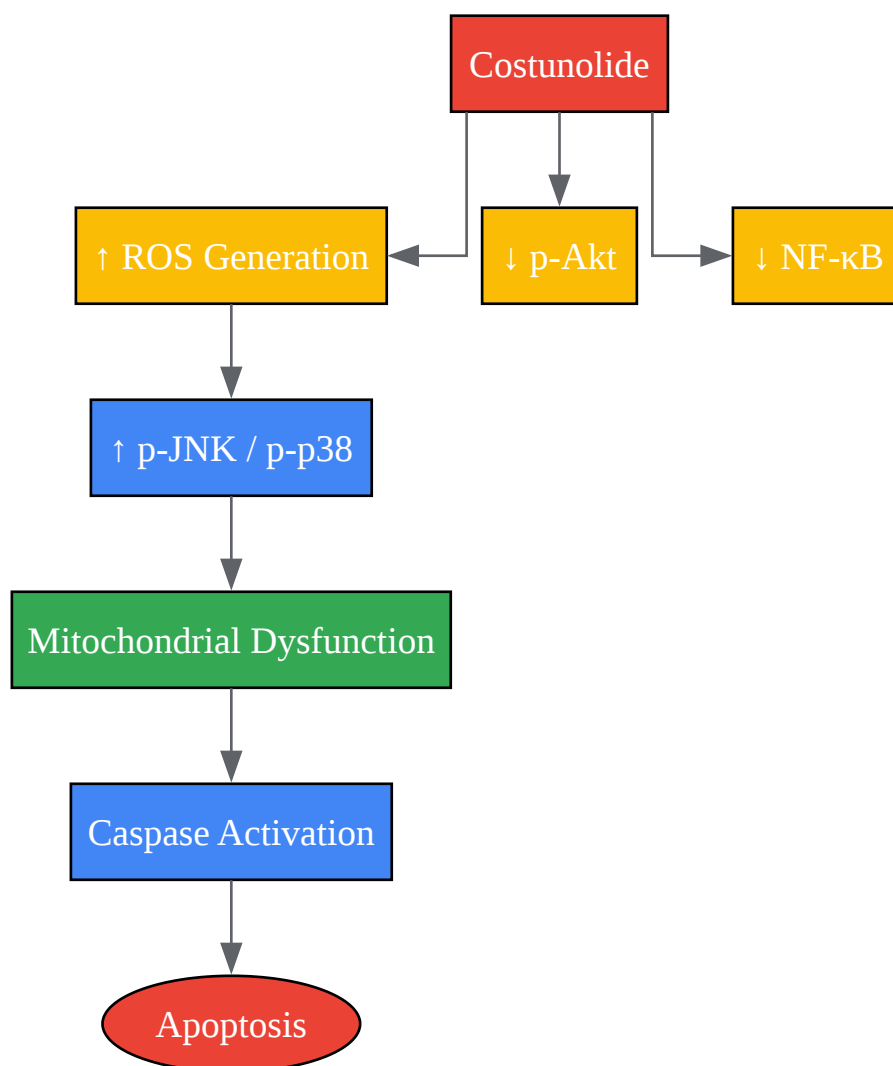 Costunolide
↑ ROS Generation
↓ p-Akt
↓ NF-κB
↑ p-JNK / p-p38
Mitochondrial Dysfunction
Caspase Activation
Apoptosis